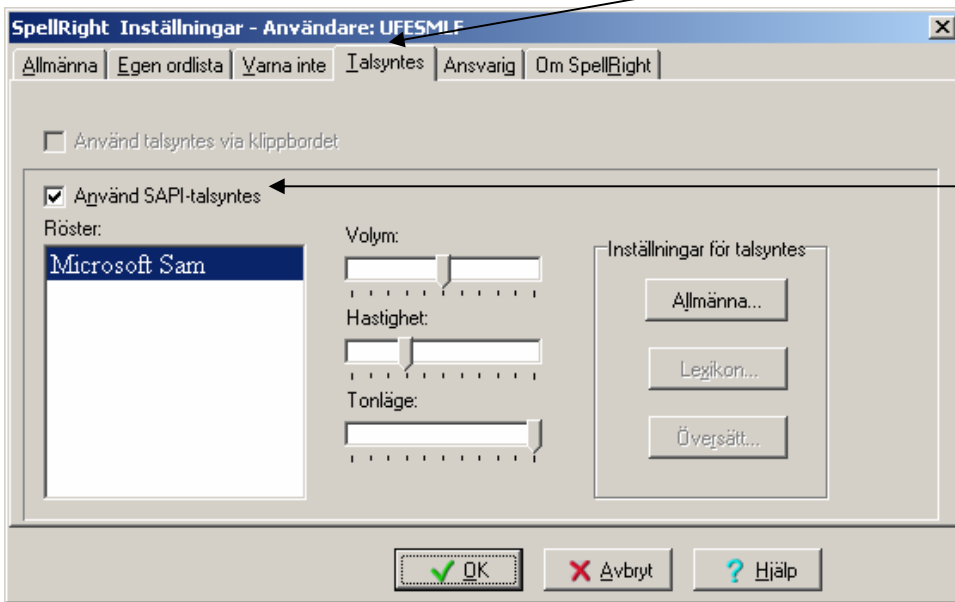 SpellRight Inställningar - Användare: UFESMLF
Allmänna Egen ordlista Varna inte Talsyntes Ansvarig Om SpellRight
Använd talsyntes via klippbordet
Använd SAPI-talsyntes
Röster:
Microsoft Sam
Volym:
Hastighet:
Tonläge:
Inställningar för talsyntes
Allmänna...
Lexikon...
Översätt...
OK Avbryt Hjälp